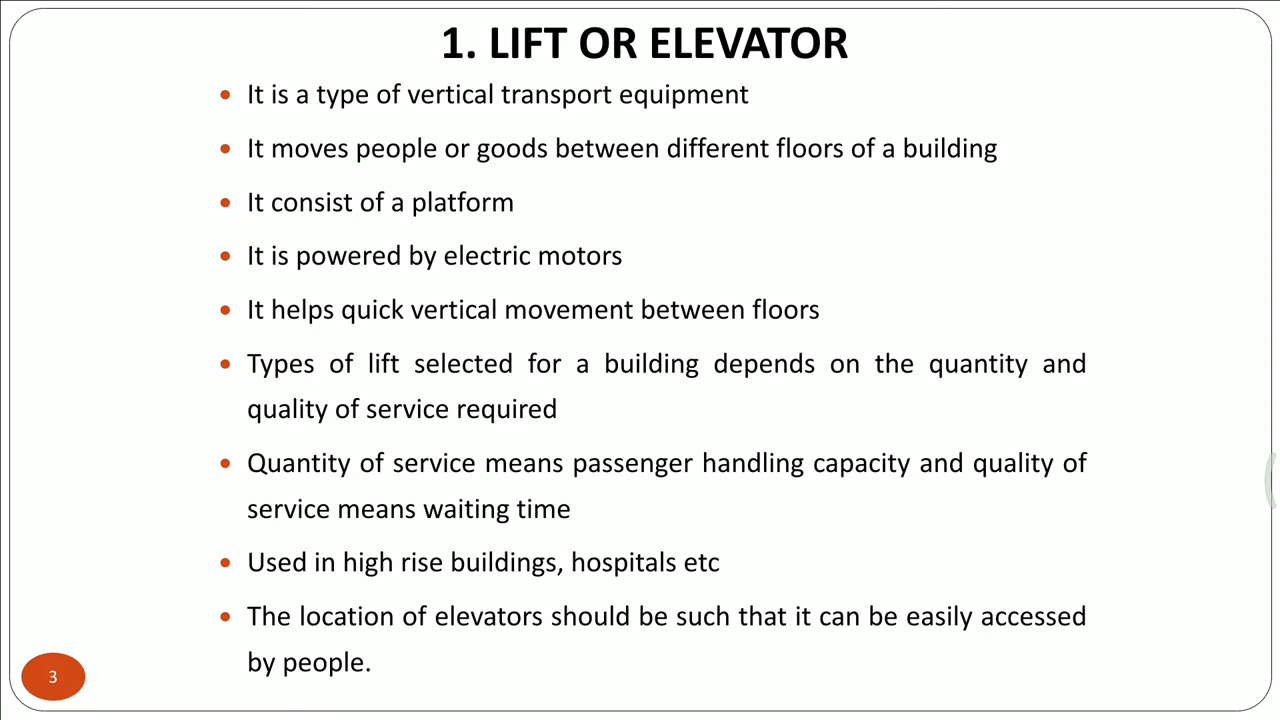 1. LIFT OR ELEVATOR
• It is a type of vertical transport equipment
• It moves people or goods between different floors of a building
• It consist of a platform
• It is powered by electric motors
• It helps quick vertical movement between floors
• Types of lift selected for a building depends on the quantity and
quality of service required
• Quantity of service means passenger handling capacity and quality of
service means waiting time
• Used in high rise buildings, hospitals etc
• The location of elevators should be such that it can be easily accessed
by people.
3